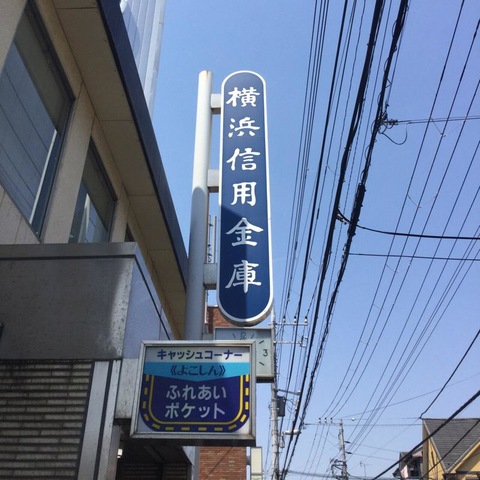 横浜信用金庫
キャッシュコーナー
《よこしん》
ふれあい
ポケット